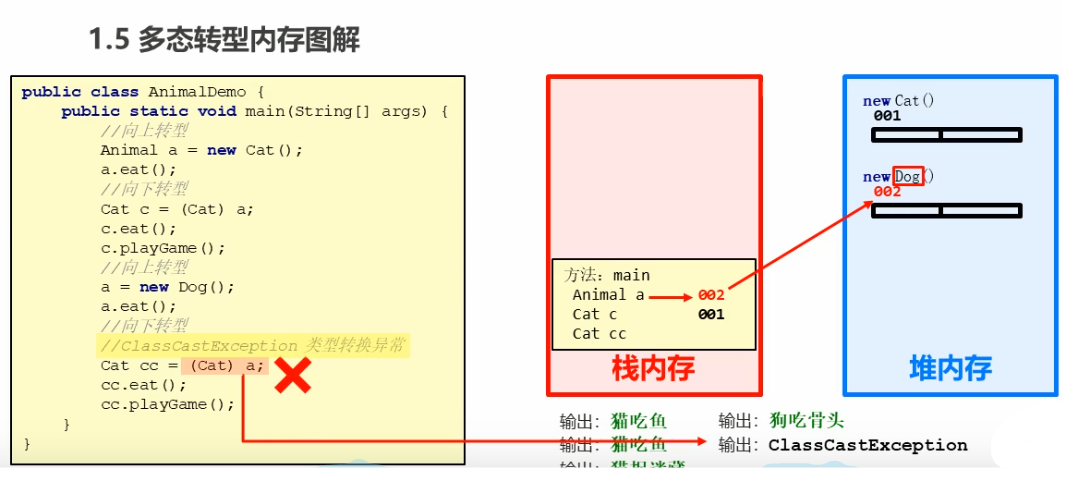 1.5 多态转型内存图解
public class AnimalDemo {
public static void main(String[] args) {
//向上转型
Animal a = new Cat();
a.eat();
//向下转型
Cat c = (Cat) a;
c.eat();
c.playGame();
//向上转型
a = new Dog();
a.eat();
//向下转型
//ClassCastException 类型转换异常
Cat cc = (Cat) a;
cc.eat();
cc.playGame();
}
}
方法：main
Animal a 002
Cat c 001
Cat cc
栈内存
new Cat()
001
new Dog()
002
堆内存
输出：猫吃鱼
输出：猫吃鱼
输出：狗吃骨头
输出：ClassCastException